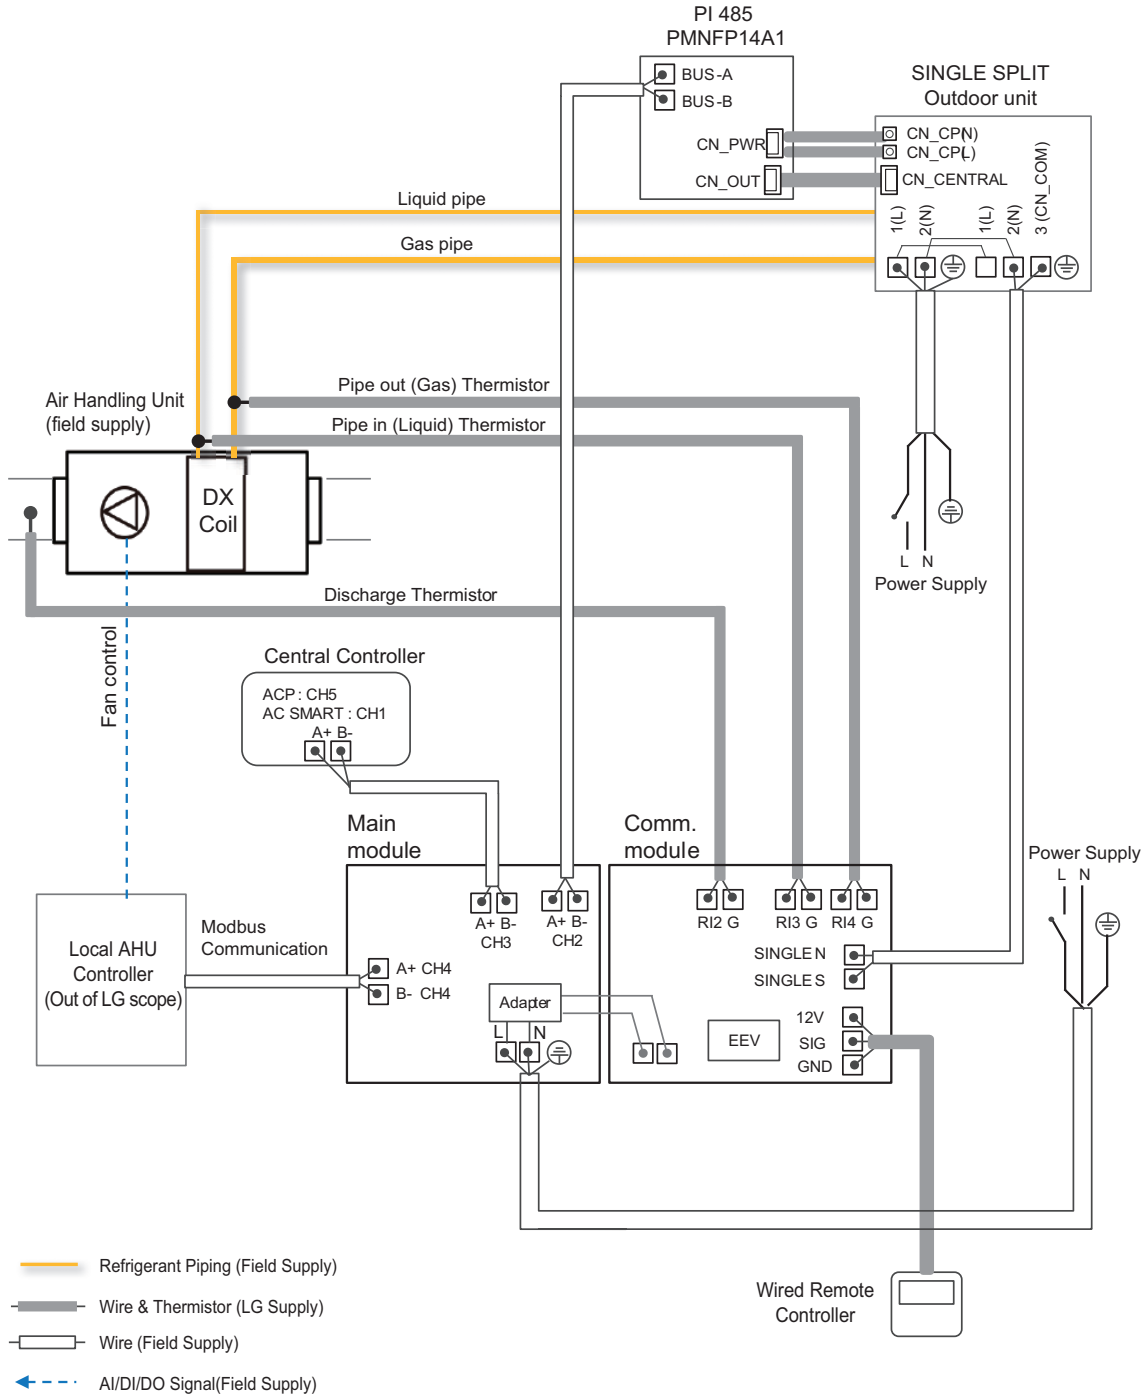 PI 485
PMNFP14A1
BUS-A
BUS-B
CN_PWR
CN_OUT
SINGLE SPLIT
Outdoor unit
CN_CP(N)
CN_CP(L)
CN_CENTRAL
1(L)
2(N)
1(L)
2(N)
3 (CN_COM)
Liquid pipe
Gas pipe
Pipe out (Gas) Thermistor
Pipe in (Liquid) Thermistor
Air Handling Unit
(field supply)
DX
Coil
L N
Power Supply
Discharge Thermistor
Fan control
Central Controller
ACP : CH5
AC SMART : CH1
A+ B-
Main
module
Comm.
module
Power Supply
L N
A+ B-
CH3
A+ B-
CH2
RI2 G
RI3 G
RI4 G
Modbus
Communication
Local AHU
Controller
(Out of LG scope)
A+ CH4
B- CH4
SINGLE N
SINGLE S
Adapter
L N
EEV
12V
SIG
GND
Wired Remote
Controller
Refrigerant Piping (Field Supply)
Wire & Thermistor (LG Supply)
Wire (Field Supply)
AI/DI/DO Signal(Field Supply)